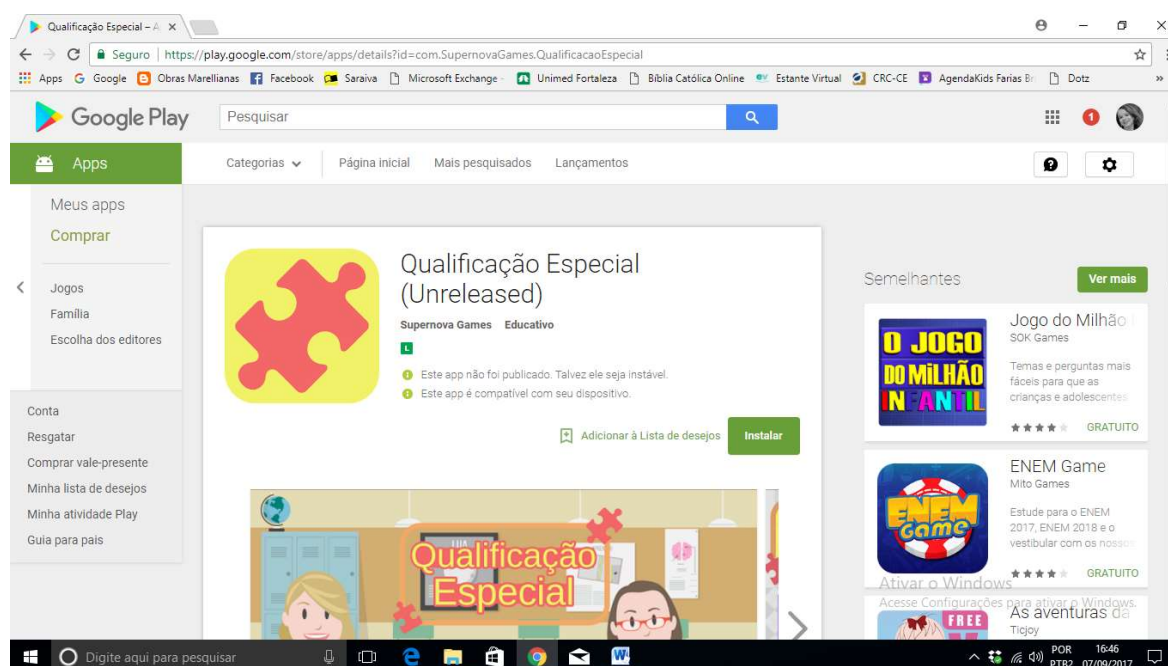 Qualificação Especial – A
Seguro | https://play.google.com/store/apps/details?id=com.SupernovaGames.QualificacaoEspecial
Apps Google Obras Marellianas Facebook Saraiva Microsoft Exchange - Unimed Fortaleza Bíblia Católica Online Estante Virtual CRC-CE AgendaKids Farias Br Dotz »
Google Play
Pesquisar
1
Apps
Categorias
Página inicial
Mais pesquisados
Lançamentos
Meus apps
Comprar
Jogos
Família
Escolha dos editores
Conta
Resgatar
Comprar vale-presente
Minha lista de desejos
Minha atividade Play
Guia para pais
Qualificação Especial
(Unreleased)
Supernova Games Educativo
L
Este app não foi publicado. Talvez ele seja instável.
Este app é compatível com seu dispositivo.
Adicionar à Lista de desejos
Instalar
LUA
Qualificação
Especial
Semelhantes
Ver mais
O JOGO
DO MILHÃO
INFANTIL
Jogo do Milhão
SOK Games
Temas e perguntas mais
fáceis para que as
crianças e adolescentes
GRATUITO
ENEM
Game
ENEM Game
Mito Games
Estude para o ENEM
2017, ENEM 2018 e o
vestibular com os nossos
GRATUITO
Ativar o Windows
Acesse Configurações para ativar o Windows.
FREE
As aventuras da
Ticjoy
Digite aqui para pesquisar
POR
PTB2
16:46
07/09/2017